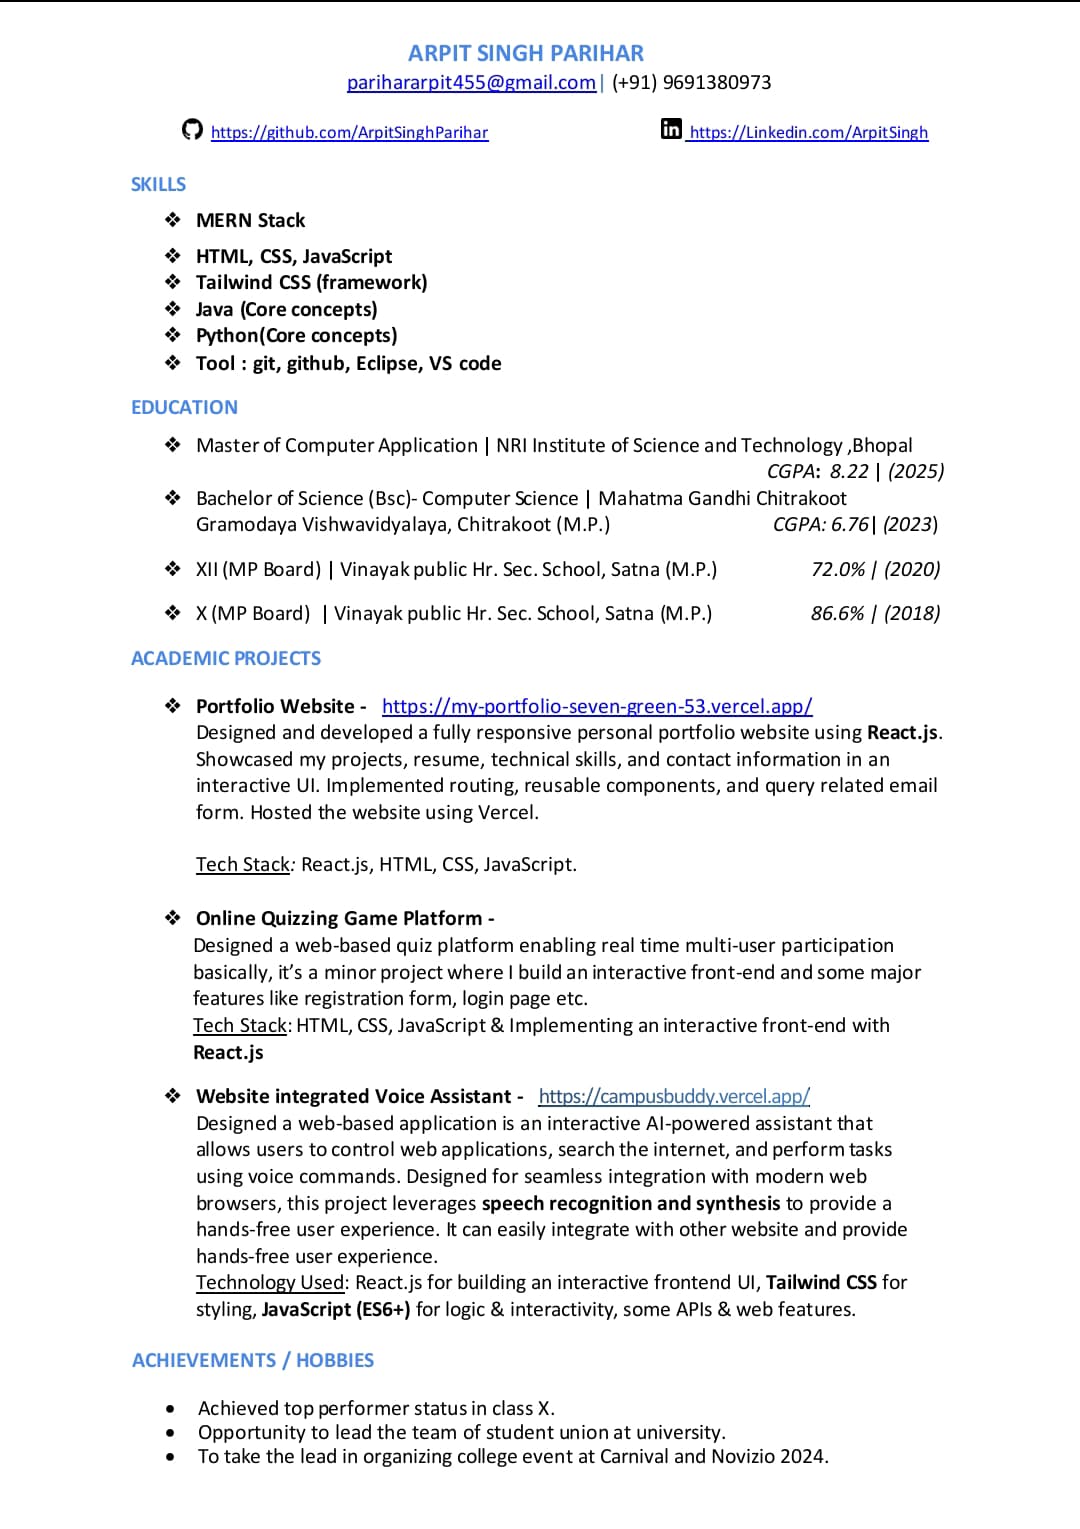 ARPIT SINGH PARIHAR
parihararpit455@gmail.com| (+91) 9691380973
https://github.com/ArpitSinghParihar https://Linkedin.com/ArpitSingh
SKILLS
❖ MERN Stack
❖ HTML, CSS, JavaScript
❖ Tailwind CSS (framework)
❖ Java (Core concepts)
❖ Python(Core concepts)
❖ Tool : git, github, Eclipse, VS code
EDUCATION
❖ Master of Computer Application | NRI Institute of Science and Technology ,Bhopal
CGPA: 8.22 | (2025)
❖ Bachelor of Science (Bsc)- Computer Science | Mahatma Gandhi Chitrakoot
Gramodaya Vishwavidyalaya, Chitrakoot (M.P.) CGPA: 6.76| (2023)
❖ XII (MP Board) | Vinayak public Hr. Sec. School, Satna (M.P.) 72.0% | (2020)
❖ X (MP Board) | Vinayak public Hr. Sec. School, Satna (M.P.) 86.6% | (2018)
ACADEMIC PROJECTS
❖ Portfolio Website - https://my-portfolio-seven-green-53.vercel.app/
Designed and developed a fully responsive personal portfolio website using React.js.
Showcased my projects, resume, technical skills, and contact information in an
interactive UI. Implemented routing, reusable components, and query related email
form. Hosted the website using Vercel.
Tech Stack: React.js, HTML, CSS, JavaScript.
❖ Online Quizzing Game Platform -
Designed a web-based quiz platform enabling real time multi-user participation
basically, it’s a minor project where I build an interactive front-end and some major
features like registration form, login page etc.
Tech Stack: HTML, CSS, JavaScript & Implementing an interactive front-end with
React.js
❖ Website integrated Voice Assistant - https://campusbuddy.vercel.app/
Designed a web-based application is an interactive AI-powered assistant that
allows users to control web applications, search the internet, and perform tasks
using voice commands. Designed for seamless integration with modern web
browsers, this project leverages speech recognition and synthesis to provide a
hands-free user experience. It can easily integrate with other website and provide
hands-free user experience.
Technology Used: React.js for building an interactive frontend UI, Tailwind CSS for
styling, JavaScript (ES6+) for logic & interactivity, some APIs & web features.
ACHIEVEMENTS / HOBBIES
• Achieved top performer status in class X.
• Opportunity to lead the team of student union at university.
• To take the lead in organizing college event at Carnival and Novizio 2024.